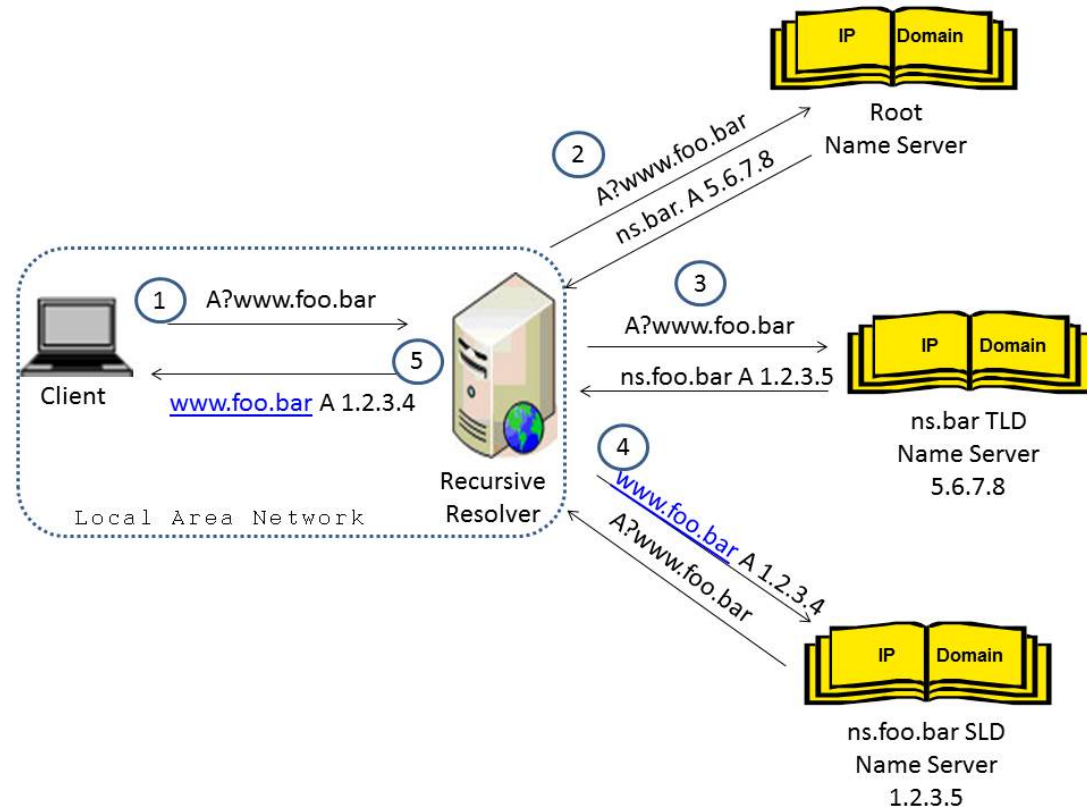 IP Domain
Root
Name Server
2
A?www.foo.bar
ns.bar. A 5.6.7.8
1
A?www.foo.bar
5
www.foo.bar A 1.2.3.4
Client
Recursive
Resolver
Local Area Network
3
A?www.foo.bar
ns.foo.bar A 1.2.3.5
IP Domain
ns.bar TLD
Name Server
5.6.7.8
4
www.foo.bar A 1.2.3.4
A?www.foo.bar
IP Domain
ns.foo.bar SLD
Name Server
1.2.3.5